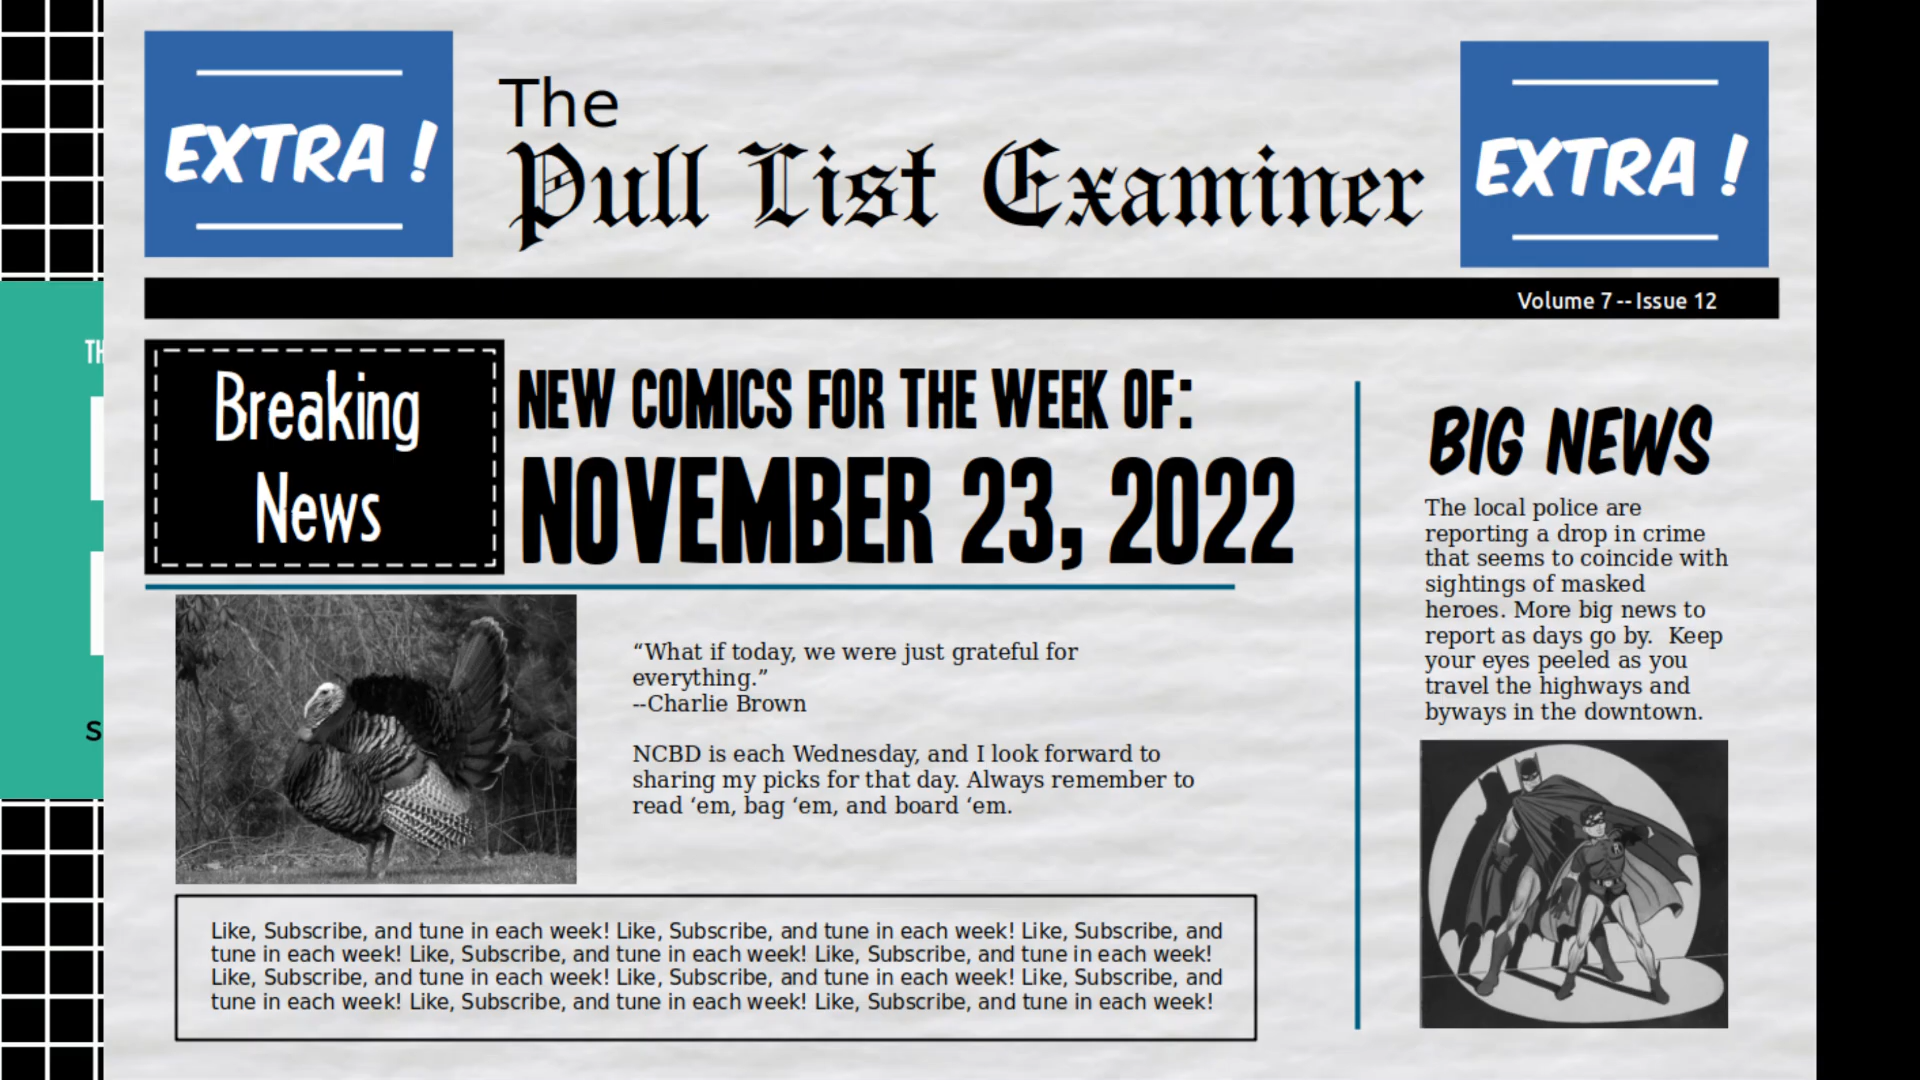 EXTRA !
The
Pull List Examiner
EXTRA !
Volume 7 -- Issue 12
Breaking
News
NEW COMICS FOR THE WEEK OF:
NOVEMBER 23, 2022
“What if today, we were just grateful for
everything.”
--Charlie Brown
NCBD is each Wednesday, and I look forward to
sharing my picks for that day. Always remember to
read ‘em, bag ‘em, and board ‘em.
Like, Subscribe, and tune in each week! Like, Subscribe, and tune in each week! Like, Subscribe, and
tune in each week! Like, Subscribe, and tune in each week! Like, Subscribe, and tune in each week!
Like, Subscribe, and tune in each week! Like, Subscribe, and tune in each week! Like, Subscribe, and
tune in each week! Like, Subscribe, and tune in each week! Like, Subscribe, and tune in each week!
BIG NEWS
The local police are
reporting a drop in crime
that seems to coincide with
sightings of masked
heroes. More big news to
report as days go by.  Keep
your eyes peeled as you
travel the highways and
byways in the downtown.